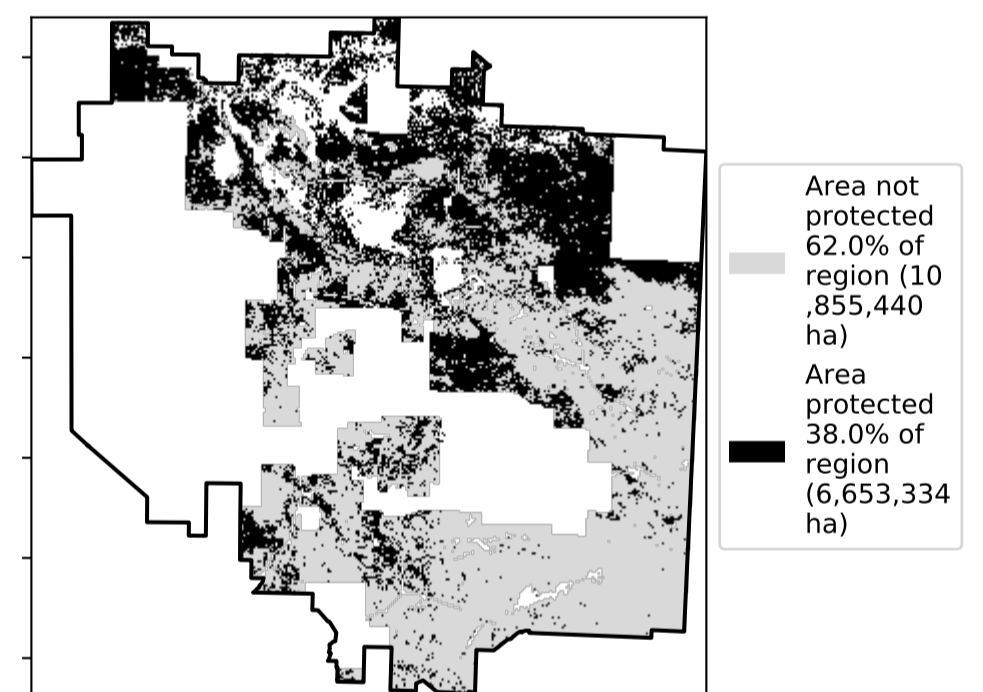 Area not
protected
62.0% of
region (10
,855,440
ha)
Area
protected
38.0% of
region
(6,653,334
ha)